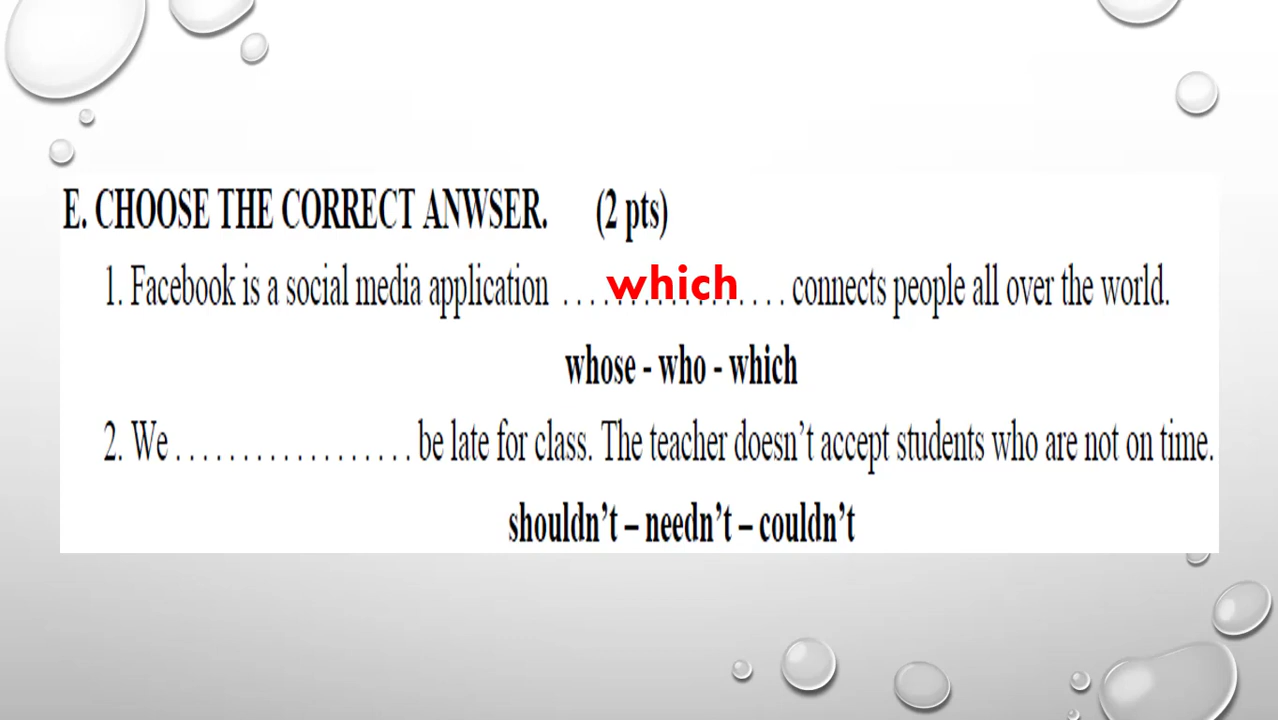 E. CHOOSE THE CORRECT ANWSER. (2 pts)
1. Facebook is a social media application . . . . which . . . . connects people all over the world.
whose - who - which
2. We . . . . . . . . . . . . . . . . . . be late for class. The teacher doesn’t accept students who are not on time.
shouldn’t – needn’t – couldn’t